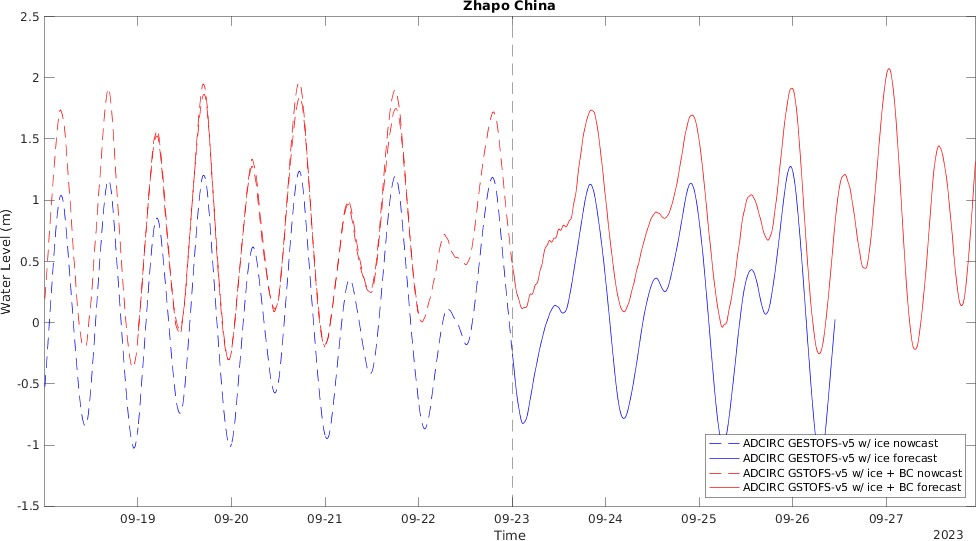 Zhapo China
2.5
2
1.5
1
0.5
0
-0.5
-1
-1.5
Water Level (m)
ADCIRC GESTOFS-v5 w/ ice nowcast
ADCIRC GESTOFS-v5 w/ ice forecast
ADCIRC GSTOFS-v5 w/ ice + BC nowcast
ADCIRC GSTOFS-v5 w/ ice + BC forecast
09-19 09-20 09-21 09-22 09-23 09-24 09-25 09-26 09-27
Time
2023